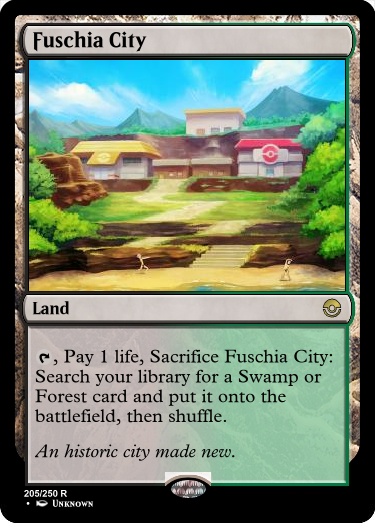 Fuschia City
Land
, Pay 1 life, Sacrifice Fuschia City:
Search your library for a Swamp or
Forest card and put it onto the
battlefield, then shuffle.
An historic city made new.
205/250 R
• Unknown